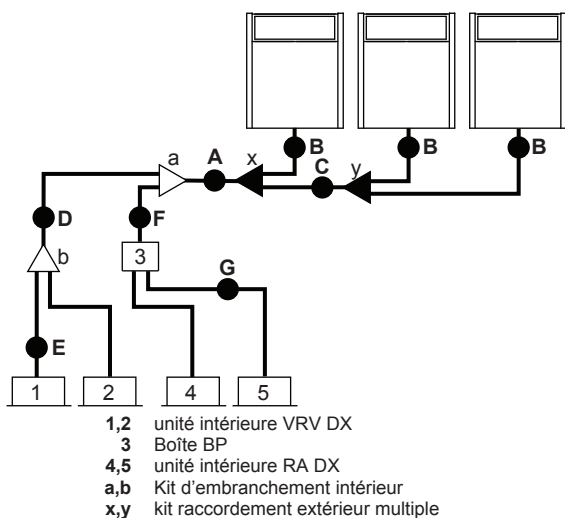 B
B
B
a
A
x
C
y
D
F
b
3
G
E
1
2
4
5
1,2 unité intérieure VRV DX
3 Boîte BP
4,5 unité intérieure RA DX
a,b Kit d'embranchement intérieur
x,y kit raccordement extérieur multiple